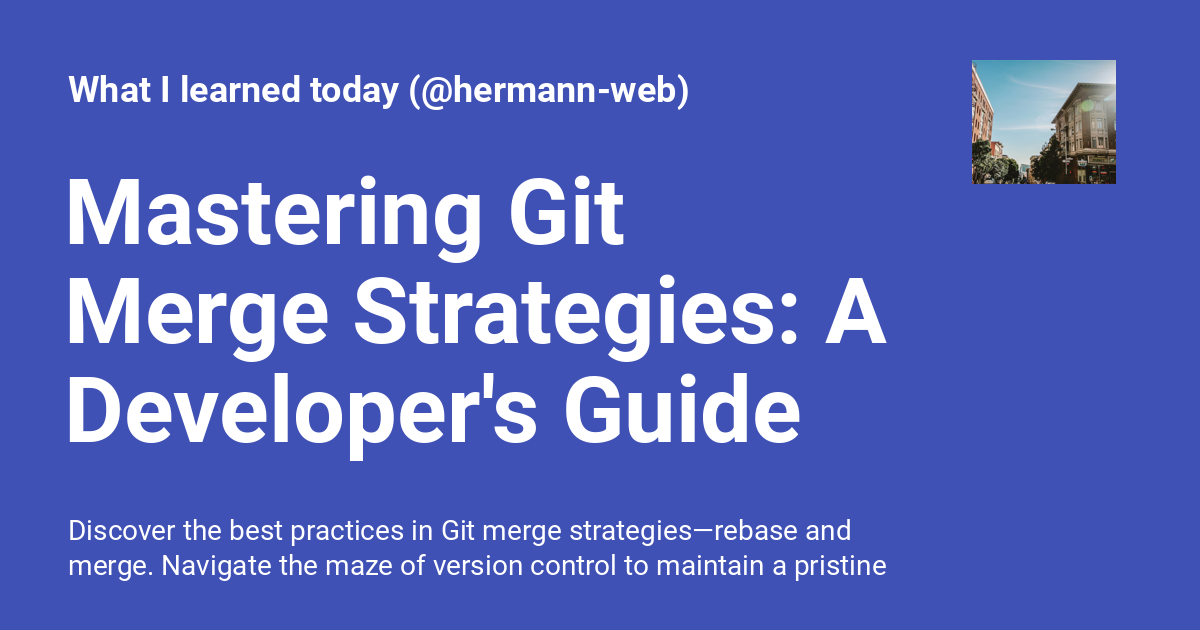 What I learned today (@hermann-web)
Mastering Git
Merge Strategies: A
Developer's Guide
Discover the best practices in Git merge strategies—rebase and
merge. Navigate the maze of version control to maintain a pristine